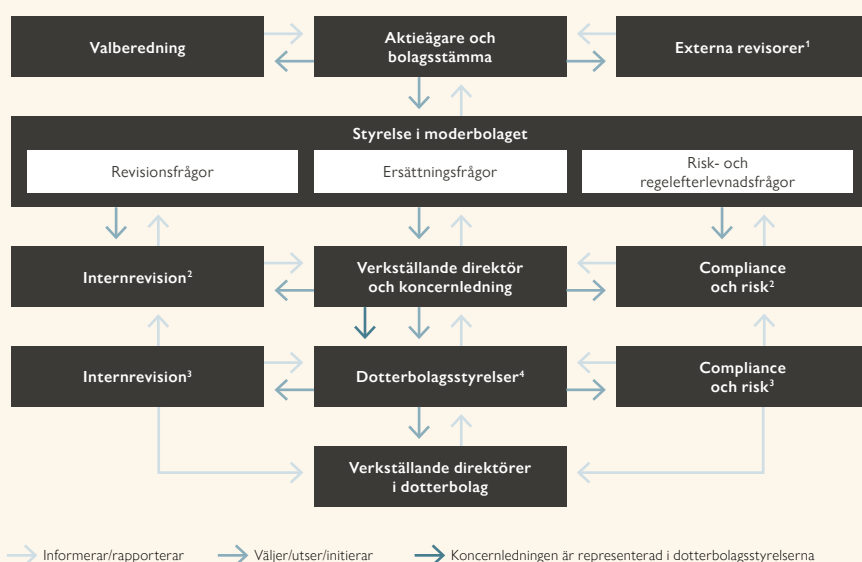 Valberedning
Aktieägare och
bolagsstämma
Externa revisorer¹
Styrelse i moderbolaget
Revisionsfrågor
Ersättningsfrågor
Risk- och
regelefterlevnadsfrågor
Internrevision²
Verkställande direktör
och koncernledning
Compliance
och risk²
Internrevision³
Dotterbolagsstyrelser⁴
Compliance
och risk³
Verkställande direktörer
i dotterbolag
Informerar/rapporterar
Väljer/utser/initierar
Koncernledningen är representerad i dotterbolagsstyrelserna